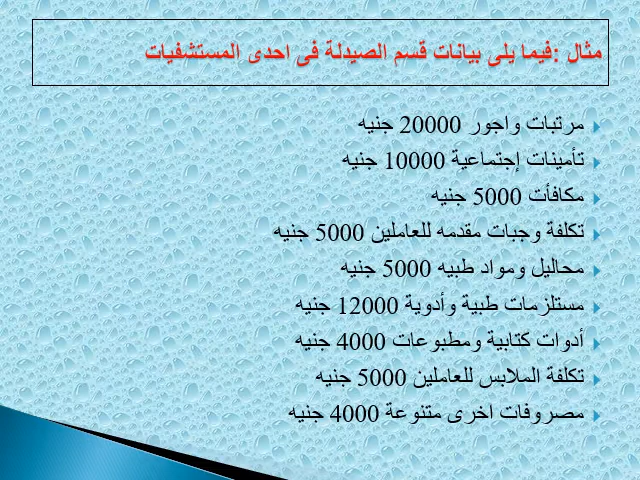 مثال :فيما يلى بيانات قسم الصيدلة فى احدى المستشفيات
مرتبات واجور 20000 جنيه
تأمينات إجتماعية 10000 جنيه
مكافأت 5000 جنيه
تكلفة وجبات مقدمه للعاملين 5000 جنيه
محاليل ومواد طبيه 5000 جنيه
مستلزمات طبية وأدوية 12000 جنيه
أدوات كتابية ومطبوعات 4000 جنيه
تكلفة الملابس للعاملين 5000 جنيه
مصروفات اخرى متنوعة 4000 جنيه